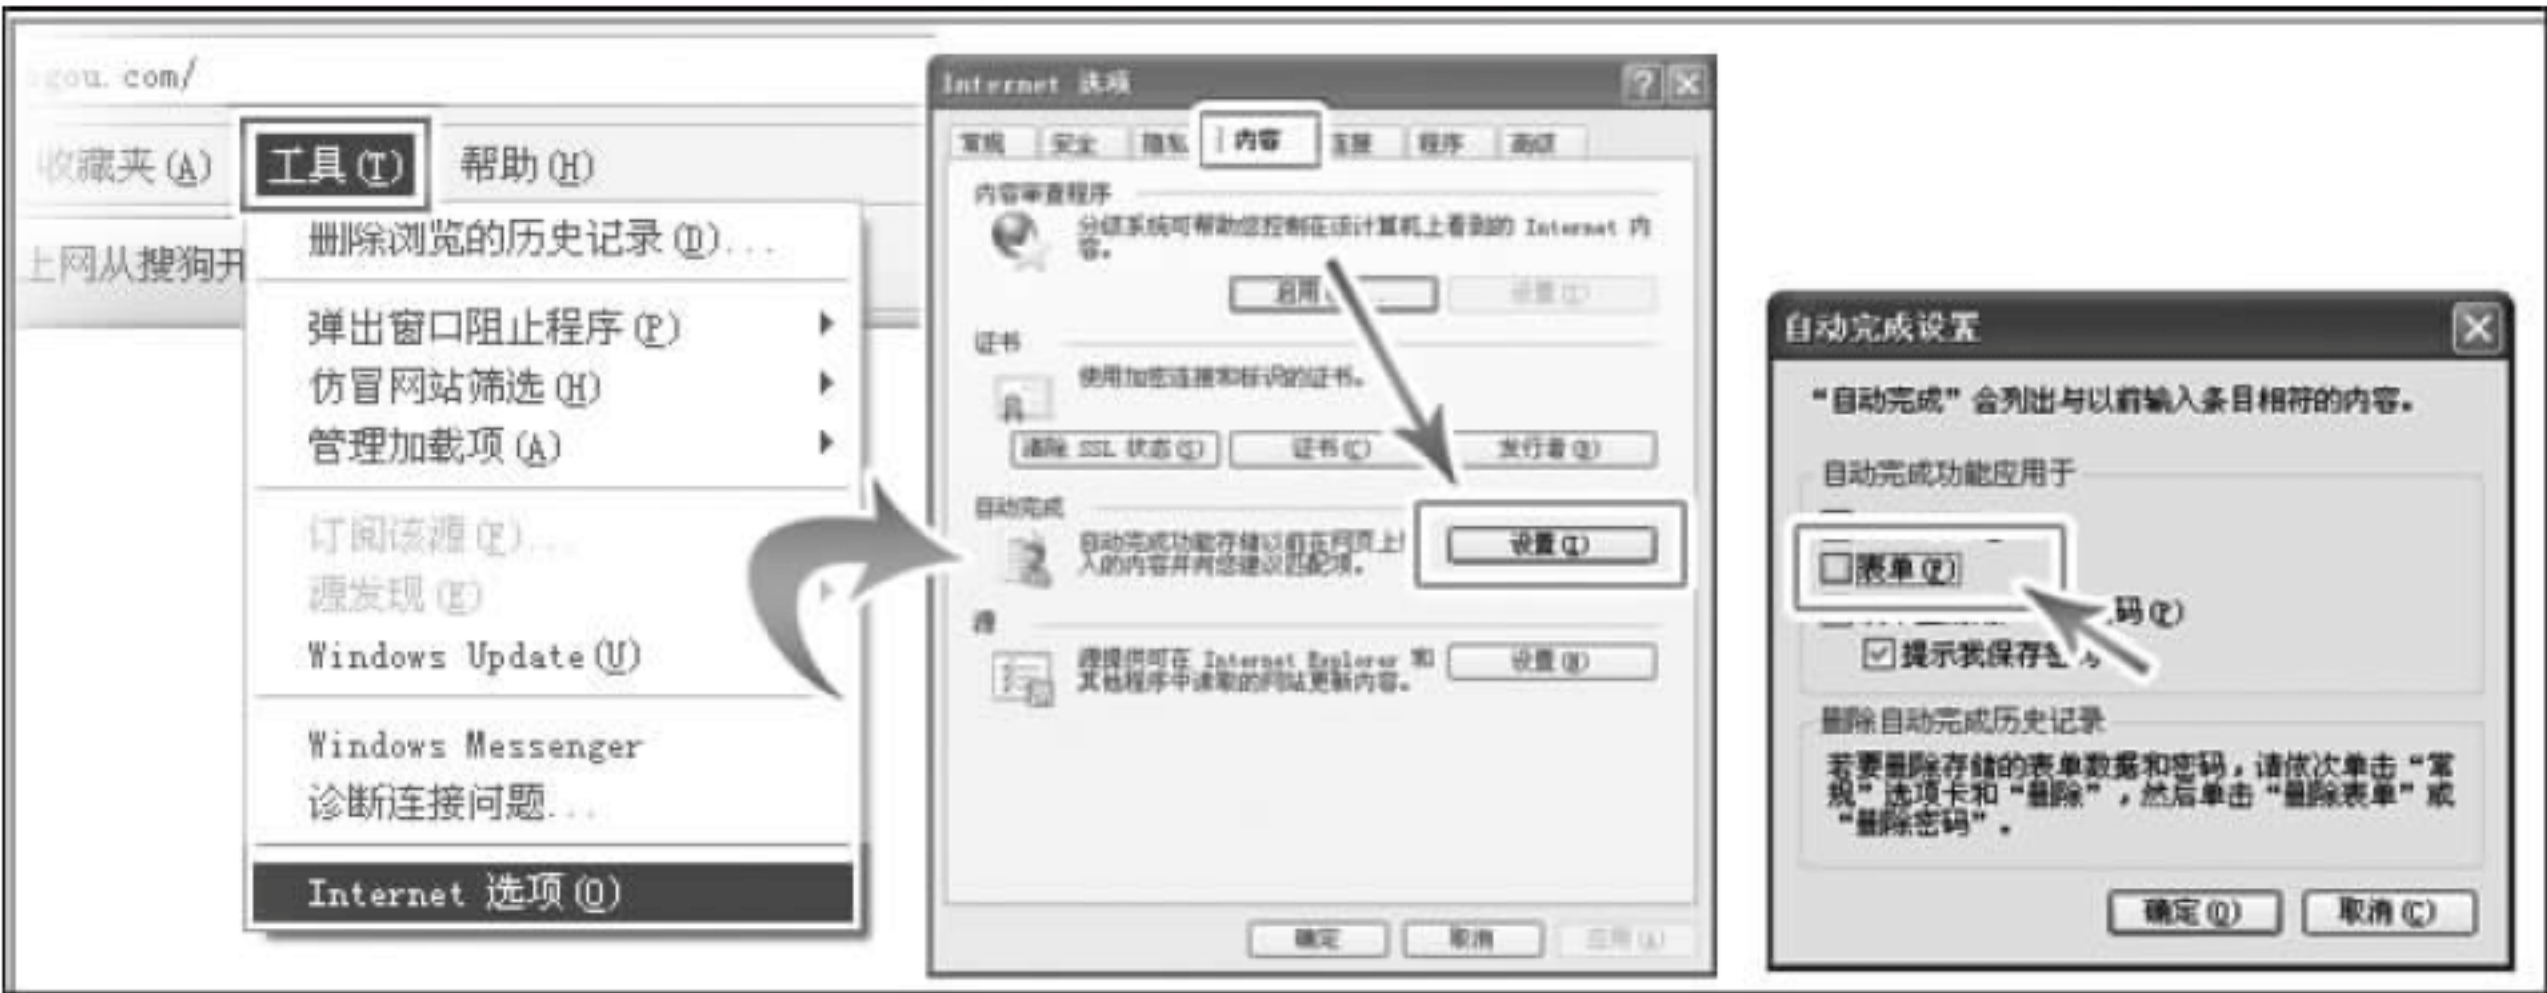 gou. com/
收藏夹(A) 工具(T) 帮助(H)
上网从搜狗开
删除浏览的历史记录(D)...
弹出窗口阻止程序(P)
仿冒网站筛选(H)
管理加载项(A)
订阅该源(F)...
源发现(E)
Windows Update(U)
Windows Messenger
诊断连接问题...
Internet 选项(O)
Internet 选项
常规 安全 隐私 内容 连接 程序 高级
内容审查程序
分级系统可帮助您控制在该计算机上看到的 Internet 内
容。
启用 设置(T)
证书
使用加密连接和标识的证书。
清除 SSL 状态(S) 证书(C) 发行者(B)
自动完成
自动完成功能存储以前在网页上
入的内容并向您建议匹配项。
设置(I)
源
源提供可在 Internet Explorer 和
其他程序中读取的网站更新内容。
设置(N)
确定 取消 应用(A)
自动完成设置
“自动完成”会列出与以前输入条目相符的内容。
自动完成功能应用于
表单(F)
码(P)
提示我保存
删除自动完成历史记录
若要删除存储的表单数据和密码，请依次单击“常
规”选项卡和“删除”，然后单击“删除表单”或
“删除密码”。
确定(O) 取消(C)